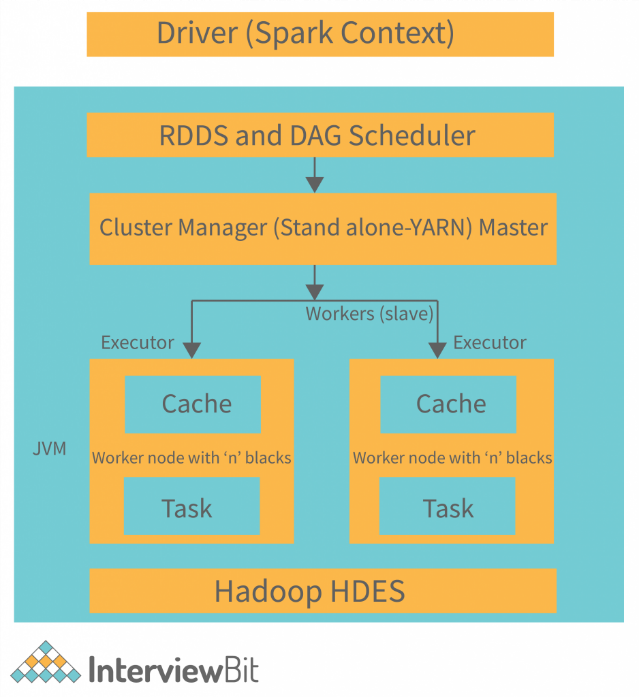 Driver (Spark Context)
RDDS and DAG Scheduler
Cluster Manager (Stand alone-YARN) Master
Workers (slave)
Executor
Executor
Cache
Cache
JVM
Worker node with ‘n’ blacks
Worker node with ‘n’ blacks
Task
Task
Hadoop HDES
InterviewBit